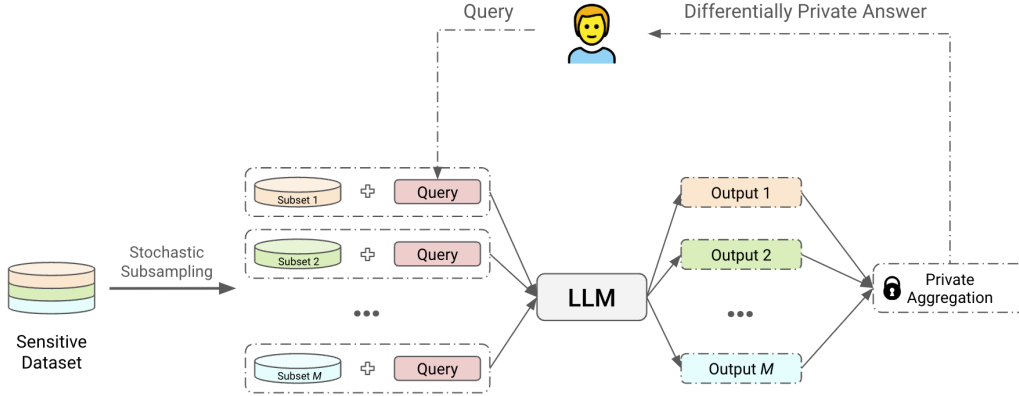 Query
Differentially Private Answer
Subset 1
Query
Output 1
Stochastic
Subsampling
Subset 2
Query
Output 2
LLM
Private
Aggregation
•••
•••
Sensitive
Dataset
Subset M
Query
Output M